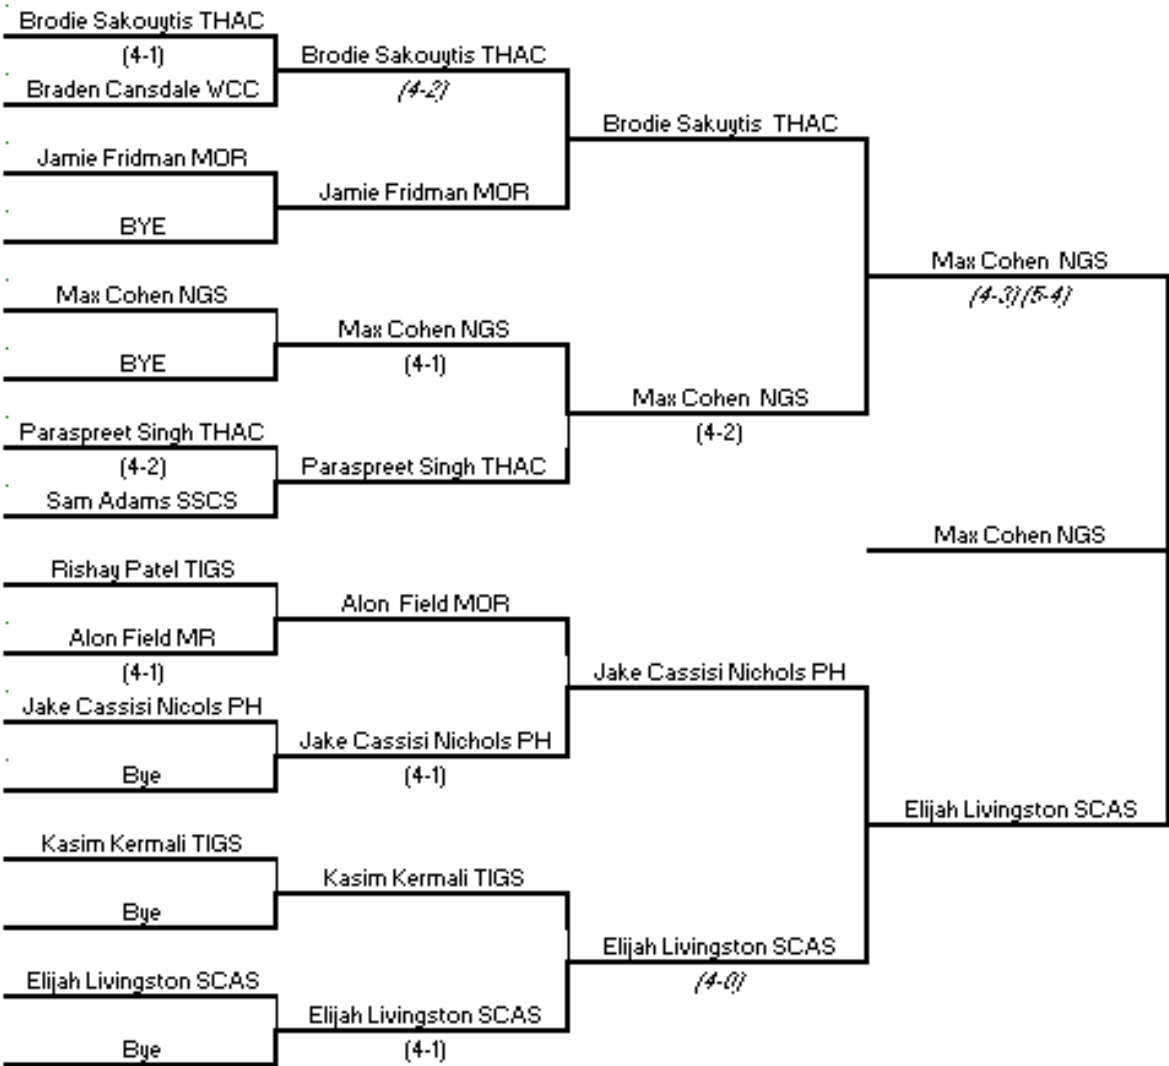 Brodie Sakouytis THAC
(4-1)
Braden Cansdale WCC
Jamie Fridman MOR
BYE
Max Cohen NGS
BYE
Paraspreet Singh THAC
(4-2)
Sam Adams SSCS
Rishay Patel TIGS
Alon Field MR
(4-1)
Jake Cassisi Nicols PH
Bye
Kasim Kermali TIGS
Bye
Elijah Livingston SCAS
Bye
Brodie Sakouytis THAC
(4-2)
Jamie Fridman MOR
Max Cohen NGS
(4-1)
Paraspreet Singh THAC
Alon Field MOR
Jake Cassisi Nichols PH
(4-1)
Kasim Kermali TIGS
Elijah Livingston SCAS
(4-1)
Brodie Sakuytis THAC
Max Cohen NGS
(4-2)
Jake Cassisi Nichols PH
Elijah Livingston SCAS
(4-0)
Max Cohen NGS
(4-3)(5-4)
Max Cohen NGS
Elijah Livingston SCAS